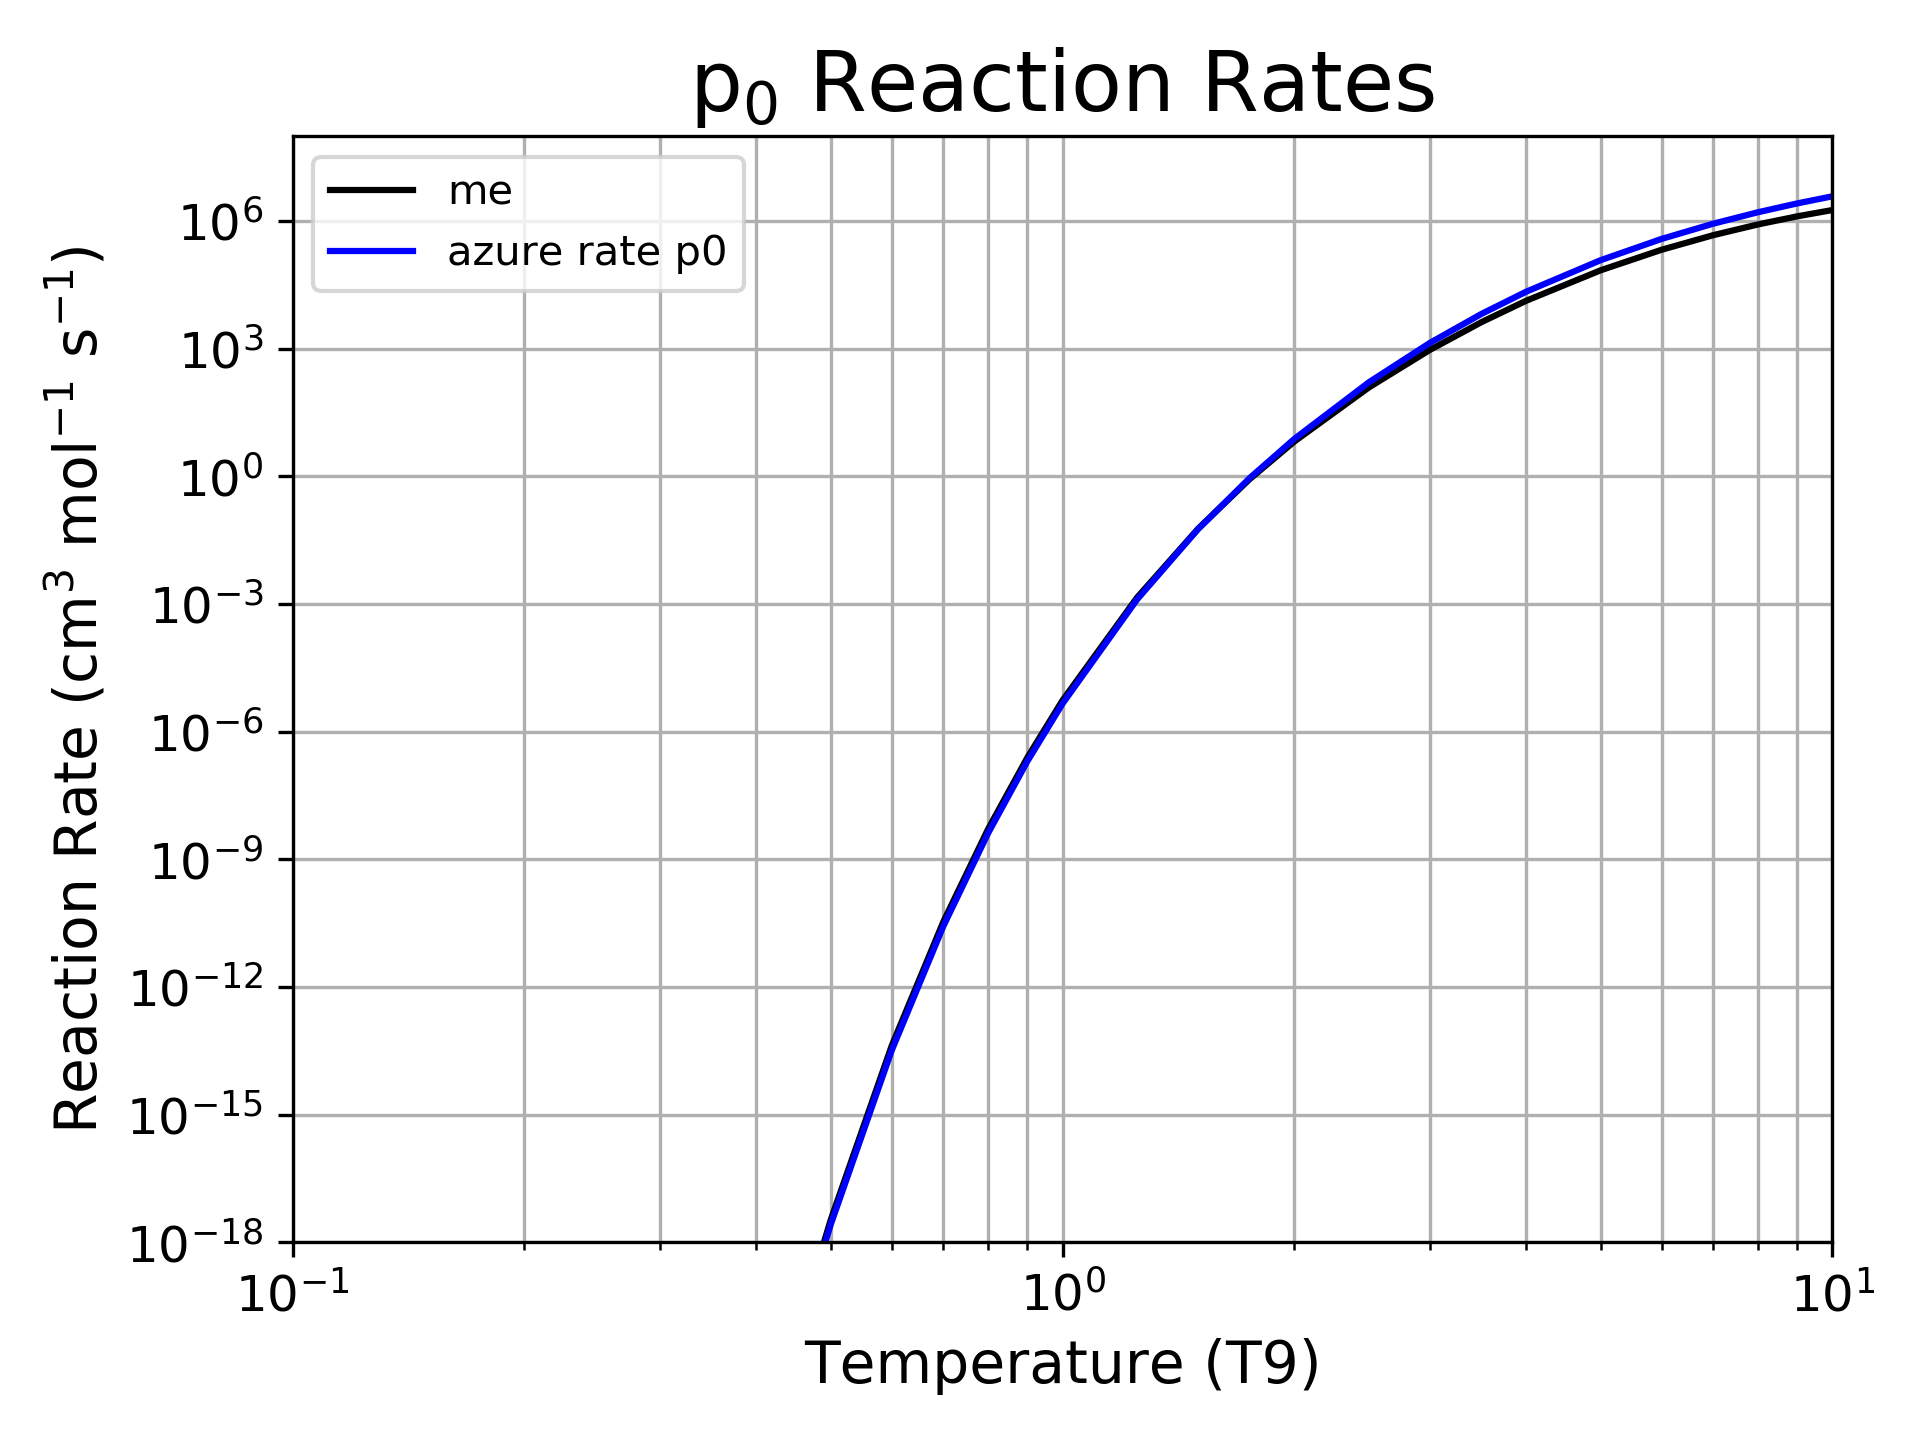 p₀ Reaction Rates
me
azure rate p0
Reaction Rate (cm³ mol⁻¹ s⁻¹)
10⁶
10³
10⁰
10⁻³
10⁻⁶
10⁻⁹
10⁻¹²
10⁻¹⁵
10⁻¹⁸
10⁻¹ 10⁰ 10¹
Temperature (T9)